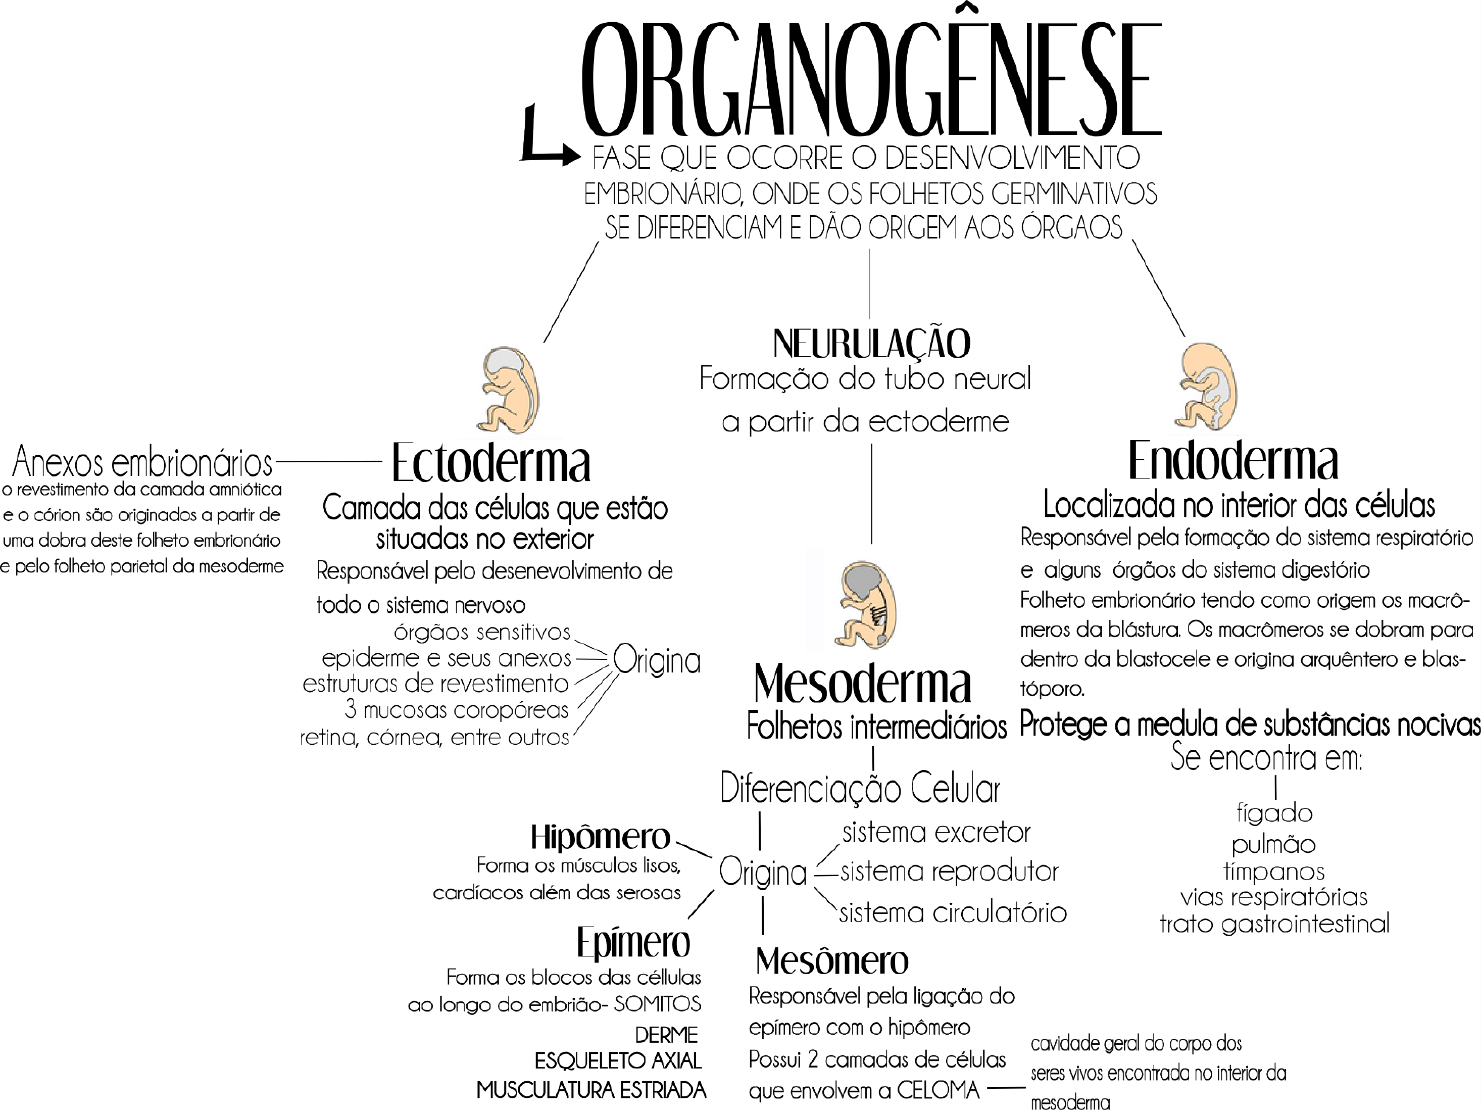 ORGANOGÊNESE
FASE QUE OCORRE O DESENVOLVIMENTO
EMBRIONÁRIO, ONDE OS FOLHETOS GERMINATIVOS
SE DIFERENCIAM E DÃO ORIGEM AOS ÓRGAOS
Anexos embrionários
o revestimento da camada amniótica
e o córion são originados a partir de
uma dobra deste folheto embrionário
e pelo folheto parietal da mesoderme
Ectoderma
Camada das células que estão
situadas no exterior
Responsável pelo desenevolvimento de
todo o sistema nervoso
Origina
órgãos sensitivos
epiderme e seus anexos
estruturas de revestimento
3 mucosas coropóreas
retina, córnea, entre outros
NEURULAÇÃO
Formação do tubo neural
a partir da ectoderme
Mesoderma
Folhetos intermediários
Diferenciação Celular
Origina
sistema excretor
sistema reprodutor
sistema circulatório
Hipômero
Forma os músculos lisos,
cardíacos além das serosas
Epímero
Forma os blocos das céllulas
ao longo do embrião- SOMITOS
DERME
ESQUELETO AXIAL
MUSCULATURA ESTRIADA
Mesômero
Responsável pela ligação do
epímero com o hipômero
Possui 2 camadas de células
que envolvem a CELOMA
cavidade geral do corpo dos
seres vivos encontrada no interior da
mesoderma
Endoderma
Localizada no interior das células
Responsável pela formação do sistema respiratório
e alguns órgãos do sistema digestório
Folheto embrionário tendo como origem os macrô-
meros da blástura. Os macrômeros se dobram para
dentro da blastocele e origina arquêntero e blas-
tóporo.
Protege a medula de substâncias nocivas
Se encontra em:
fígado
pulmão
tímpanos
vias respiratórias
trato gastrointestinal